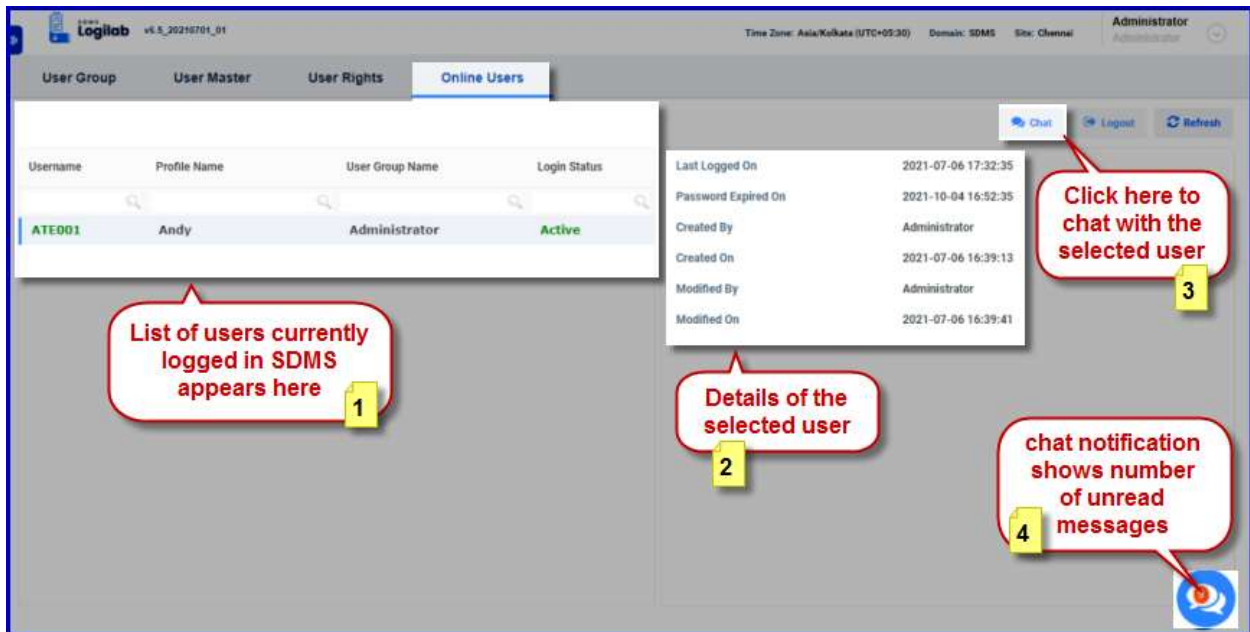 SDMS
Logilab v6.5_20210701_01
Time Zone: Asia/Kolkata (UTC+05:30) Domain: SDMS Site: Chennai
Administrator
Administrator
User Group User Master User Rights Online Users
Chat Logout Refresh
Username Profile Name User Group Name Login Status
ATE001 Andy Administrator Active
Last Logged On 2021-07-06 17:32:35
Password Expired On 2021-10-04 16:52:35
Created By Administrator
Created On 2021-07-06 16:39:13
Modified By Administrator
Modified On 2021-07-06 16:39:41
List of users currently
logged in SDMS
appears here
1
Details of the
selected user
2
Click here to
chat with the
selected user
3
chat notification
shows number
of unread
messages
4